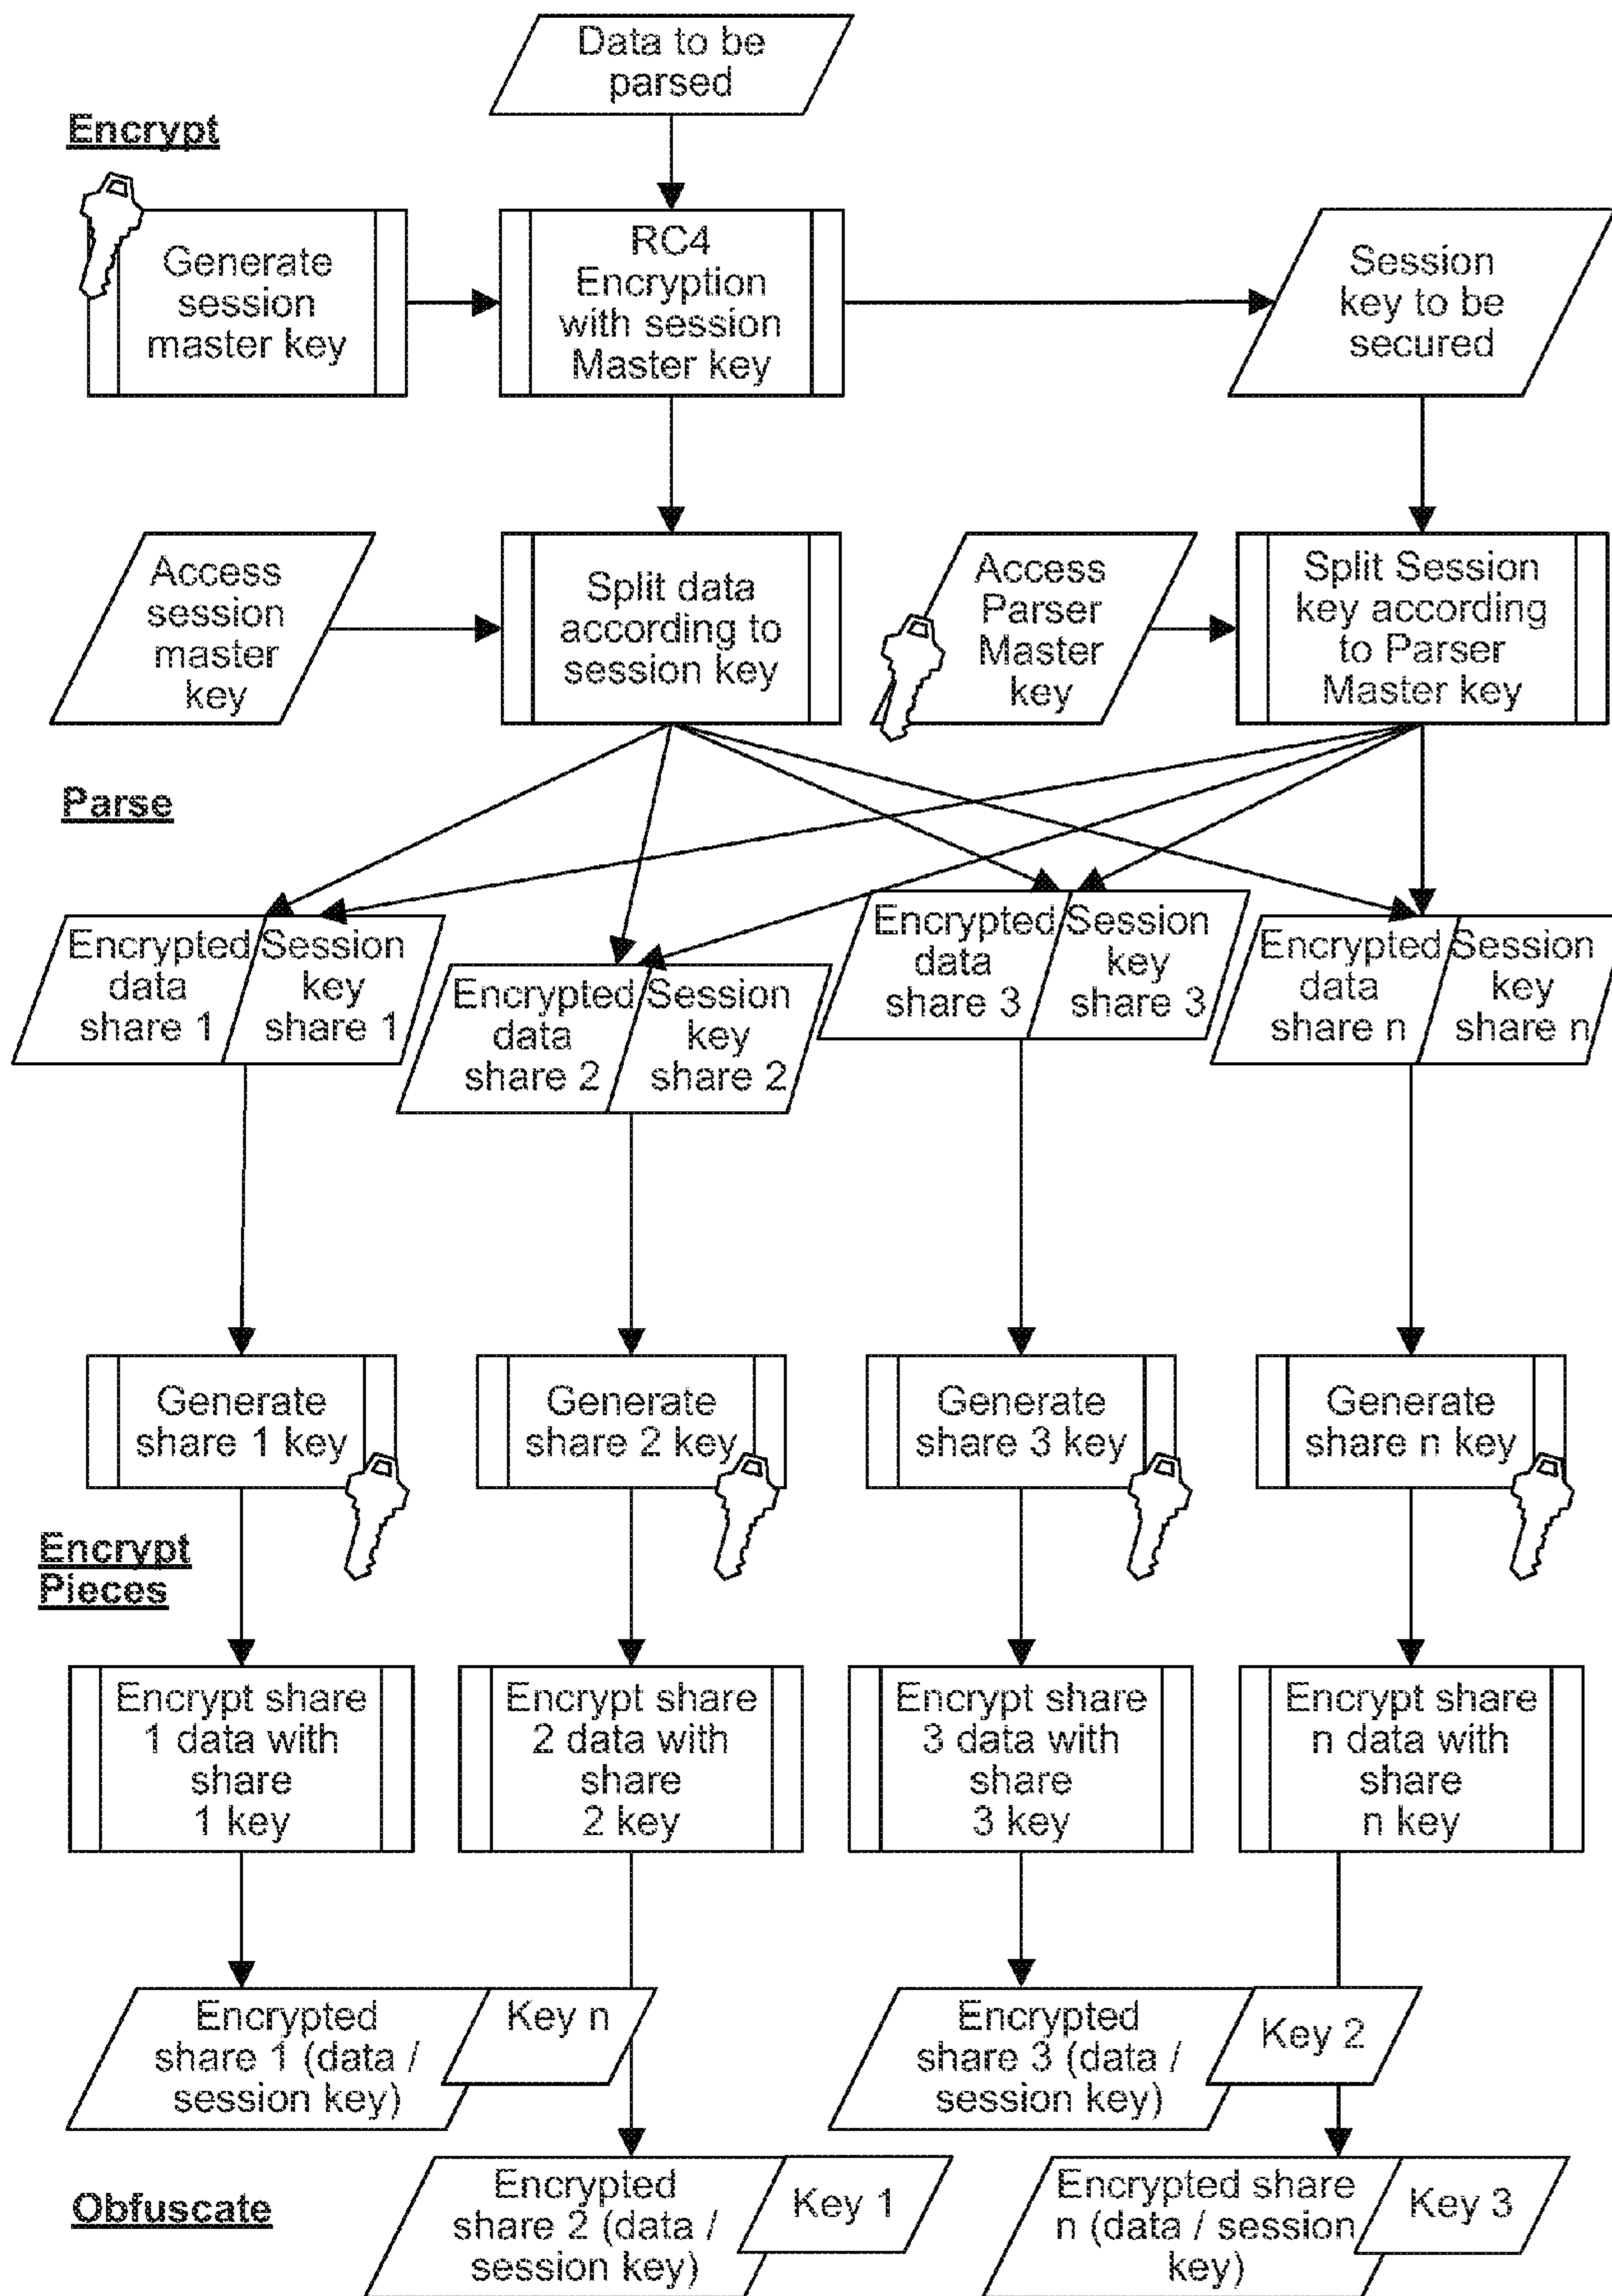 Data to be
parsed
Encrypt
Generate
session
master key
RC4
Encryption
with session
Master key
Session
key to be
secured
Access
session
master
key
Split data
according to
session key
Access
Parser
Master
key
Split Session
key according
to Parser
Master key
Parse
Encrypted
data
share 1
Session
key
share 1
Encrypted
data
share 2
Session
key
share 2
Encrypted
data
share 3
Session
key
share 3
Encrypted
data
share n
Session
key
share n
Generate
share 1 key
Generate
share 2 key
Generate
share 3 key
Generate
share n key
Encrypt
Pieces
Encrypt share
1 data with
share
1 key
Encrypt share
2 data with
share
2 key
Encrypt share
3 data with
share
3 key
Encrypt share
n data with
share
n key
Encrypted
share 1 (data /
session key)
Key n
Encrypted
share 3 (data /
session key)
Key 2
Obfuscate
Encrypted
share 2 (data /
session key)
Key 1
Encrypted share
n (data / session
key)
Key 3